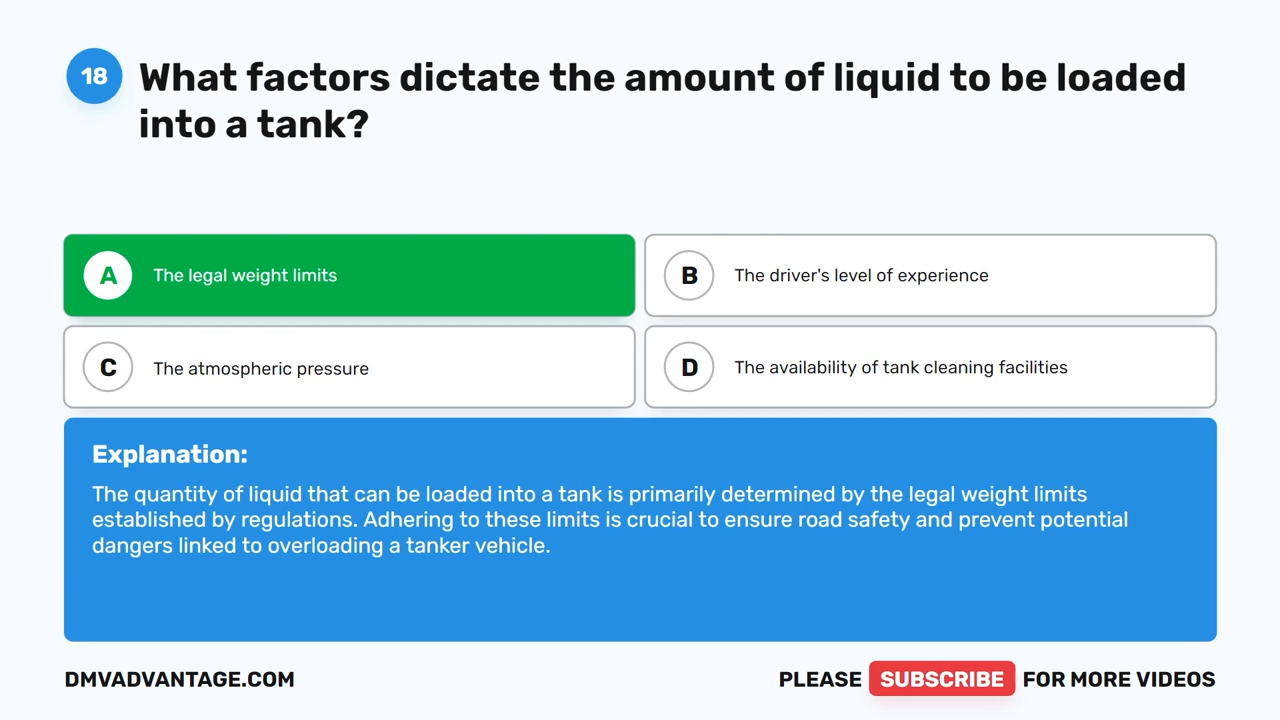 18
What factors dictate the amount of liquid to be loaded
into a tank?
A The legal weight limits
B The driver's level of experience
C The atmospheric pressure
D The availability of tank cleaning facilities
Explanation:
The quantity of liquid that can be loaded into a tank is primarily determined by the legal weight limits
established by regulations. Adhering to these limits is crucial to ensure road safety and prevent potential
dangers linked to overloading a tanker vehicle.
DMVADVANTAGE.COM
PLEASE SUBSCRIBE FOR MORE VIDEOS